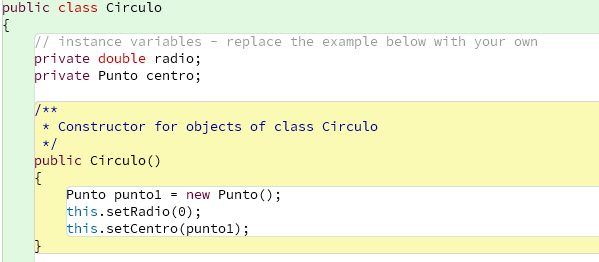 public class Circulo
{
    // instance variables - replace the example below with your own
    private double radio;
    private Punto centro;

    /**
     * Constructor for objects of class Circulo
     */
    public Circulo()
    {
        Punto punto1 = new Punto();
        this.setRadio(0);
        this.setCentro(punto1);
    }